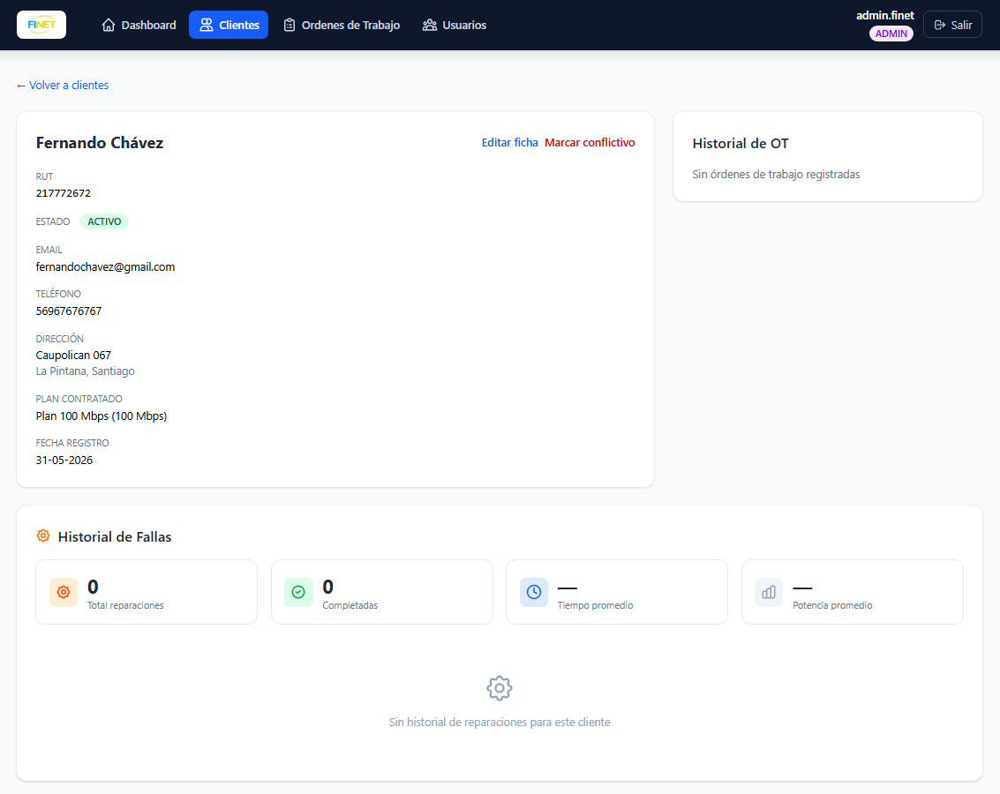 FINET
Dashboard
Clientes
Ordenes de Trabajo
Usuarios
admin.finet
ADMIN
Salir
← Volver a clientes
Fernando Chávez
Editar ficha
Marcar conflictivo
RUT
217772672
ESTADO ACTIVO
EMAIL
fernandochavez@gmail.com
TELÉFONO
56967676767
DIRECCIÓN
Caupolican 067
La Pintana, Santiago
PLAN CONTRATADO
Plan 100 Mbps (100 Mbps)
FECHA REGISTRO
31-05-2026
Historial de OT
Sin órdenes de trabajo registradas
Historial de Fallas
0
Total reparaciones
0
Completadas
—
Tiempo promedio
—
Potencia promedio
Sin historial de reparaciones para este cliente